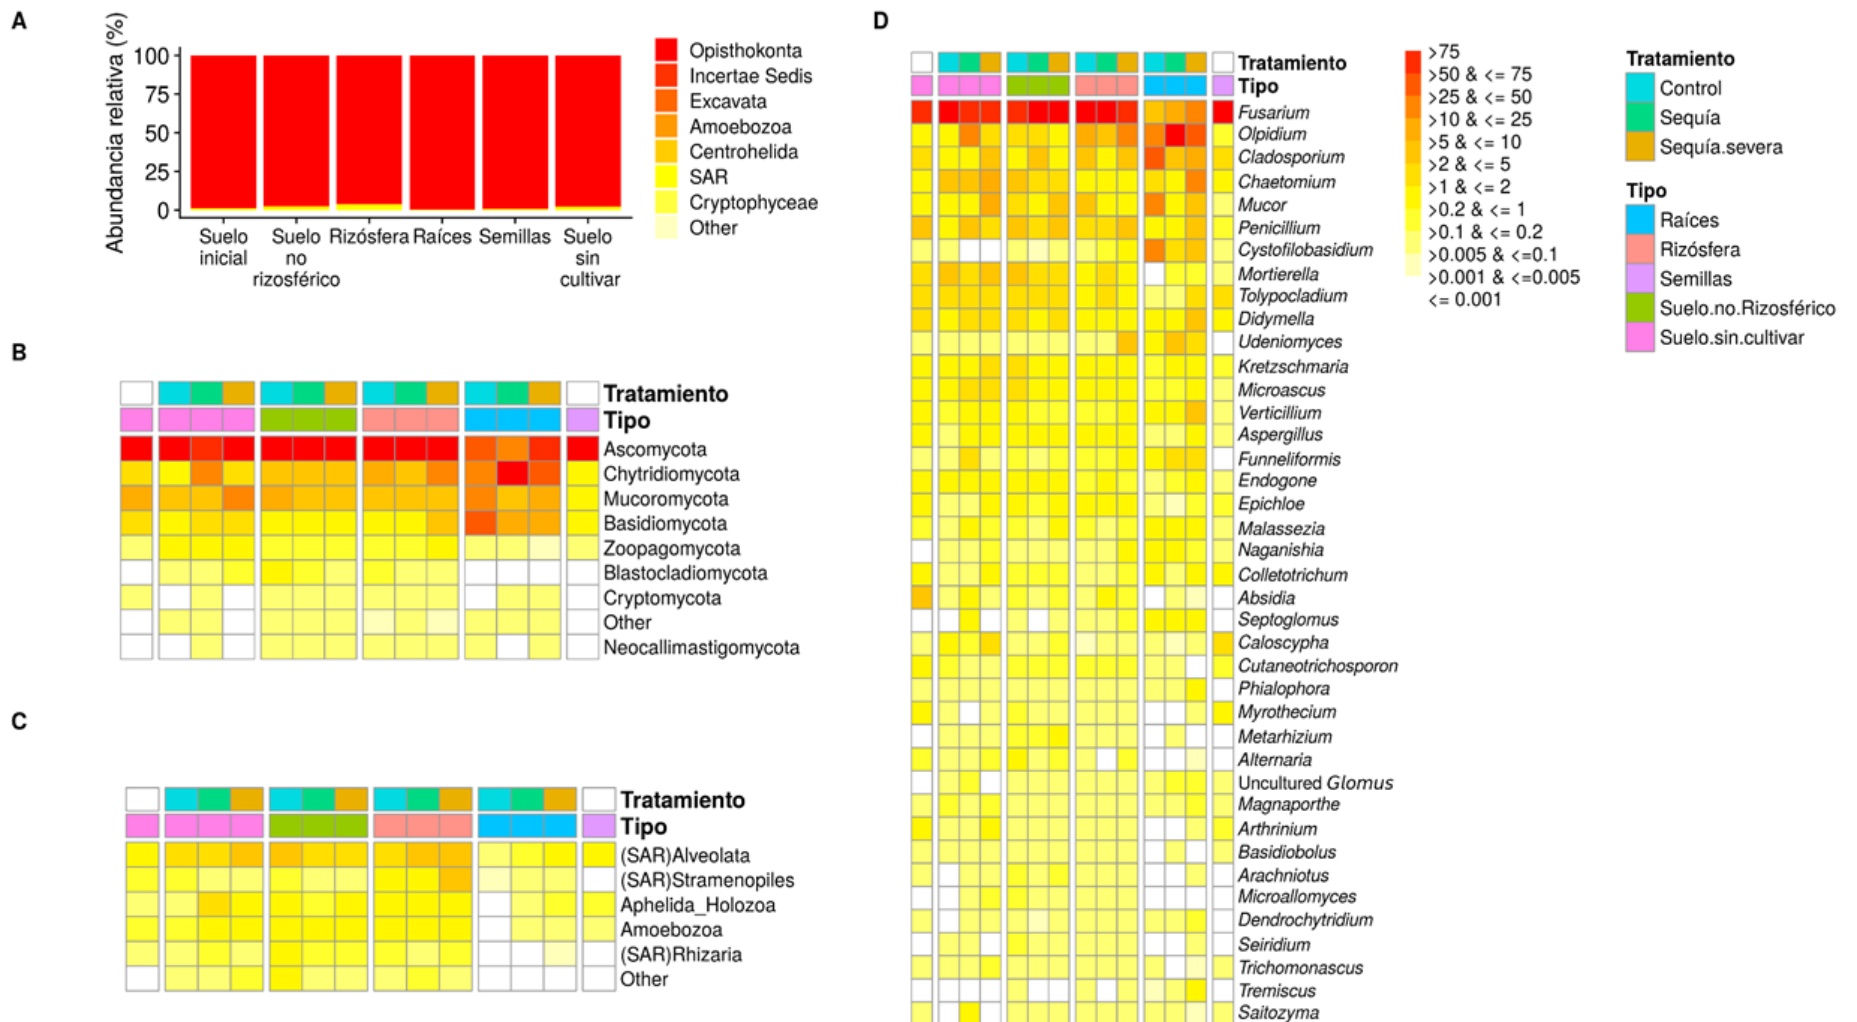 A
Abundancia relativa (%)
100
75
50
25
0
Suelo inicial
Suelo no rizosférico
Rizósfera
Raíces
Semillas
Suelo sin cultivar
Opisthokonta
Incertae Sedis
Excavata
Amoebozoa
Centrohelida
SAR
Cryptophyceae
Other
B
Tratamiento
Tipo
Ascomycota
Chytridiomycota
Mucoromycota
Basidiomycota
Zoopagomycota
Blastocladiomycota
Cryptomycota
Other
Neocallimastigomycota
C
Tratamiento
Tipo
(SAR)Alveolata
(SAR)Stramenopiles
Aphelida_Holozoa
Amoebozoa
(SAR)Rhizaria
Other
D
Tratamiento
Tipo
Fusarium
Olpidium
Cladosporium
Chaetomium
Mucor
Penicillium
Cystofilobasidium
Mortierella
Tolypocladium
Didymella
Udeniomyces
Kretzschmaria
Microascus
Verticillium
Aspergillus
Funneliformis
Endogone
Epichloe
Malassezia
Naganishia
Colletotrichum
Absidia
Septoglomus
Caloscypha
Cutaneotrichosporon
Phialophora
Myrothecium
Metarhizium
Alternaria
Uncultured Glomus
Magnaporthe
Arthrinium
Basidiobolus
Arachniotus
Microallomyces
Dendrochytridium
Seiridium
Trichomonascus
Tremiscus
Saitozyma
>75
>50 & <= 75
>25 & <= 50
>10 & <= 25
>5 & <= 10
>2 & <= 5
>1 & <= 2
>0.2 & <= 1
>0.1 & <= 0.2
>0.005 & <=0.1
>0.001 & <=0.005
<= 0.001
Tratamiento
Control
Sequía
Sequía.severa
Tipo
Raíces
Rizósfera
Semillas
Suelo.no.Rizosférico
Suelo.sin.cultivar